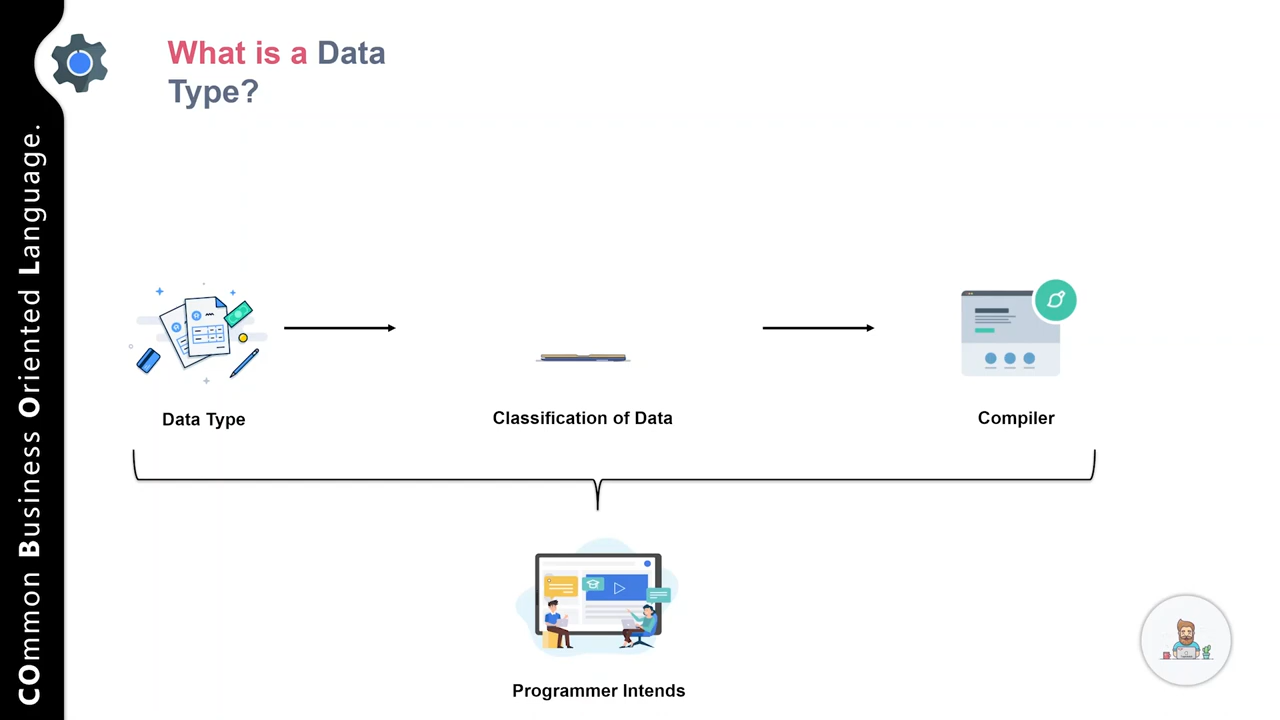 What is a Data
Type?
COmmon Business Oriented Language.
Data Type
Classification of Data
Compiler
Programmer Intends